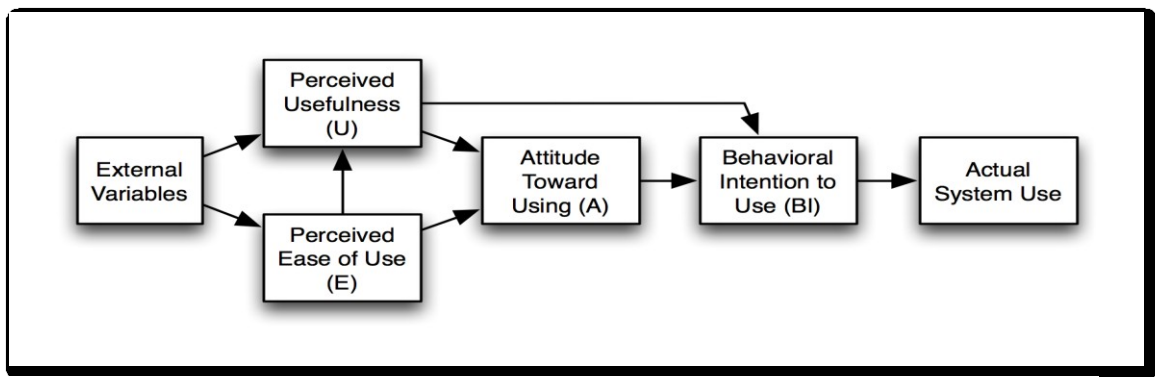 External
Variables
Perceived
Usefulness
(U)
Perceived
Ease of Use
(E)
Attitude
Toward
Using (A)
Behavioral
Intention to
Use (BI)
Actual
System Use